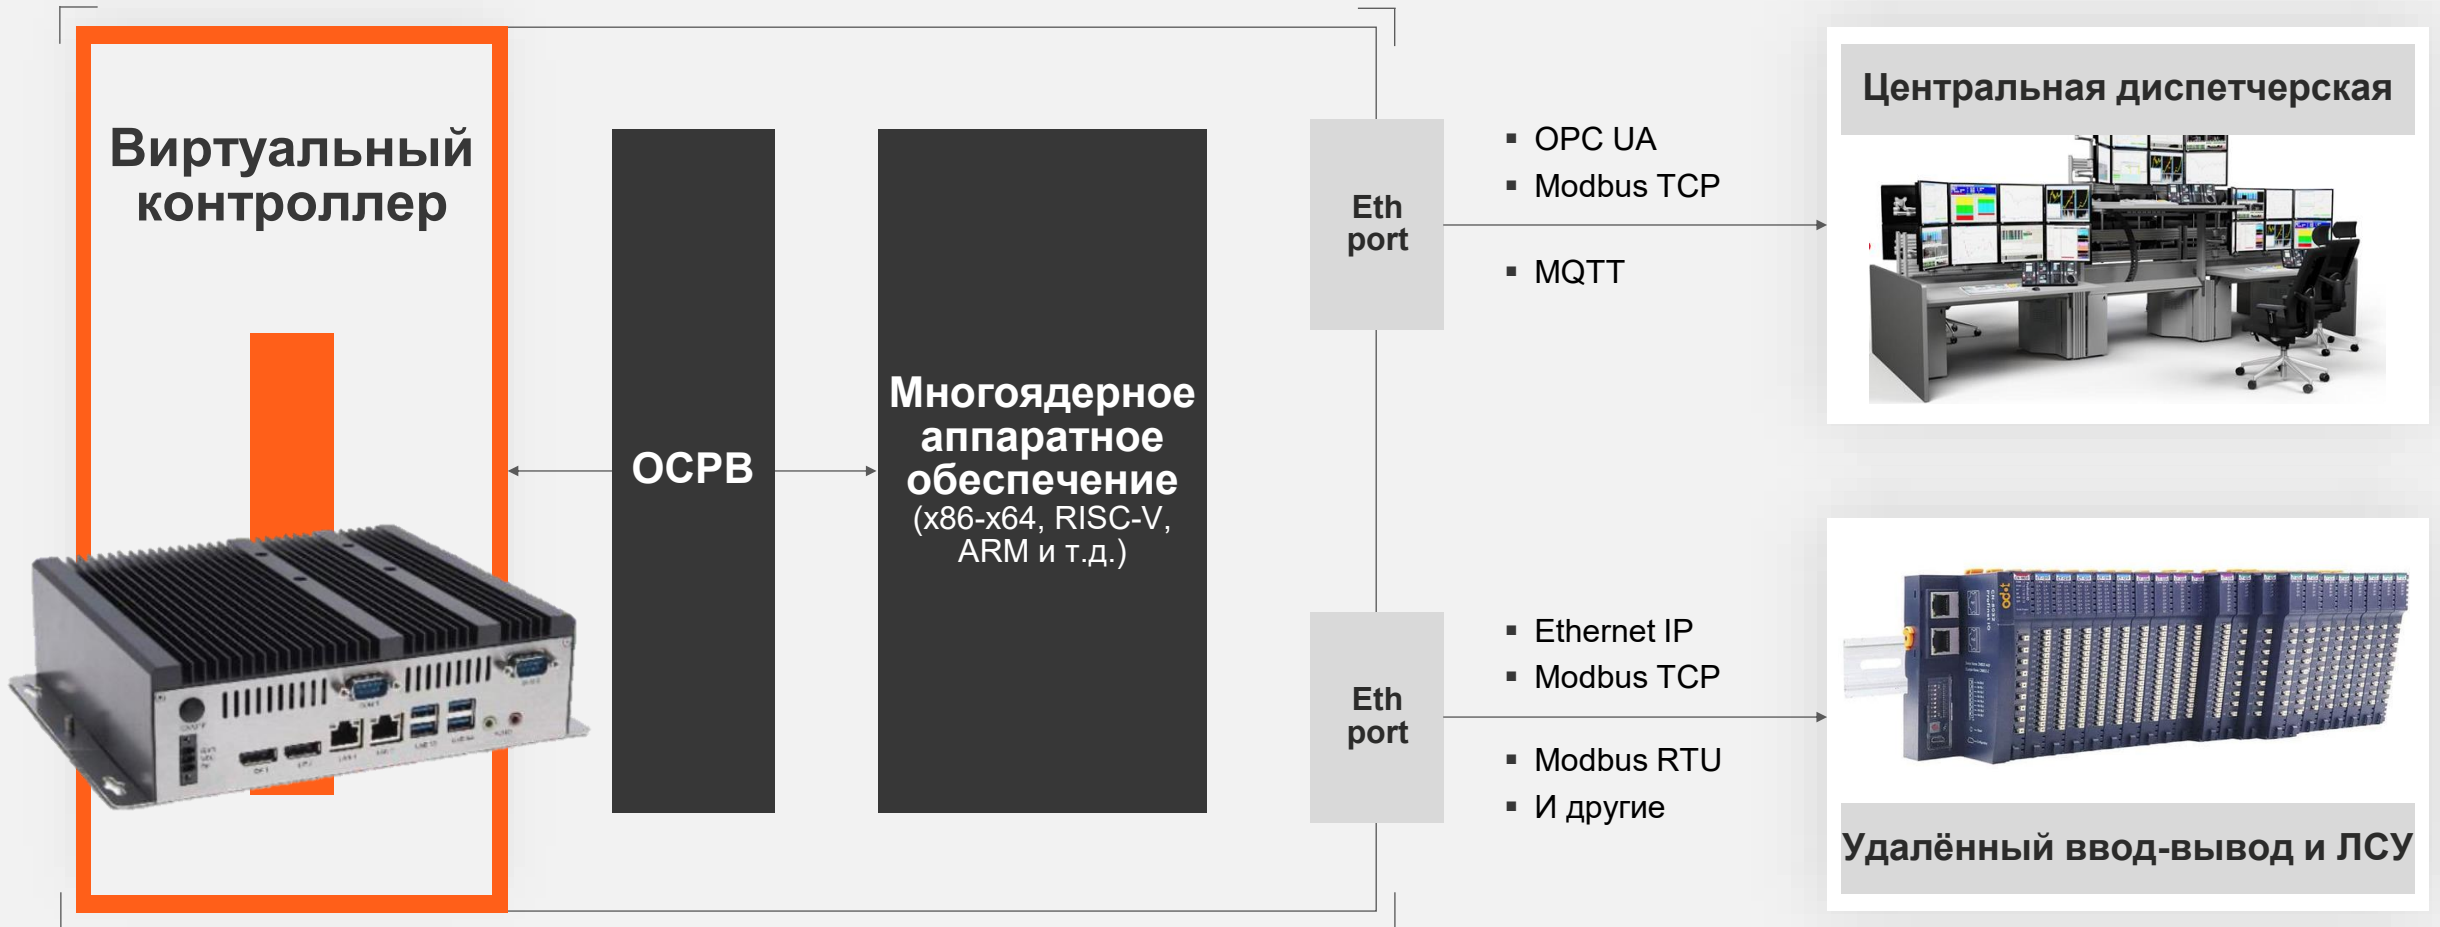 Виртуальный
контроллер
ОСРВ
Многоядерное
аппаратное
обеспечение
(x86-x64, RISC-V,
ARM и т.д.)
Eth
port
▪ OPC UA
▪ Modbus TCP
▪ MQTT
Центральная диспетчерская
Eth
port
▪ Ethernet IP
▪ Modbus TCP
▪ Modbus RTU
▪ И другие
Удалённый ввод-вывод и ЛСУ